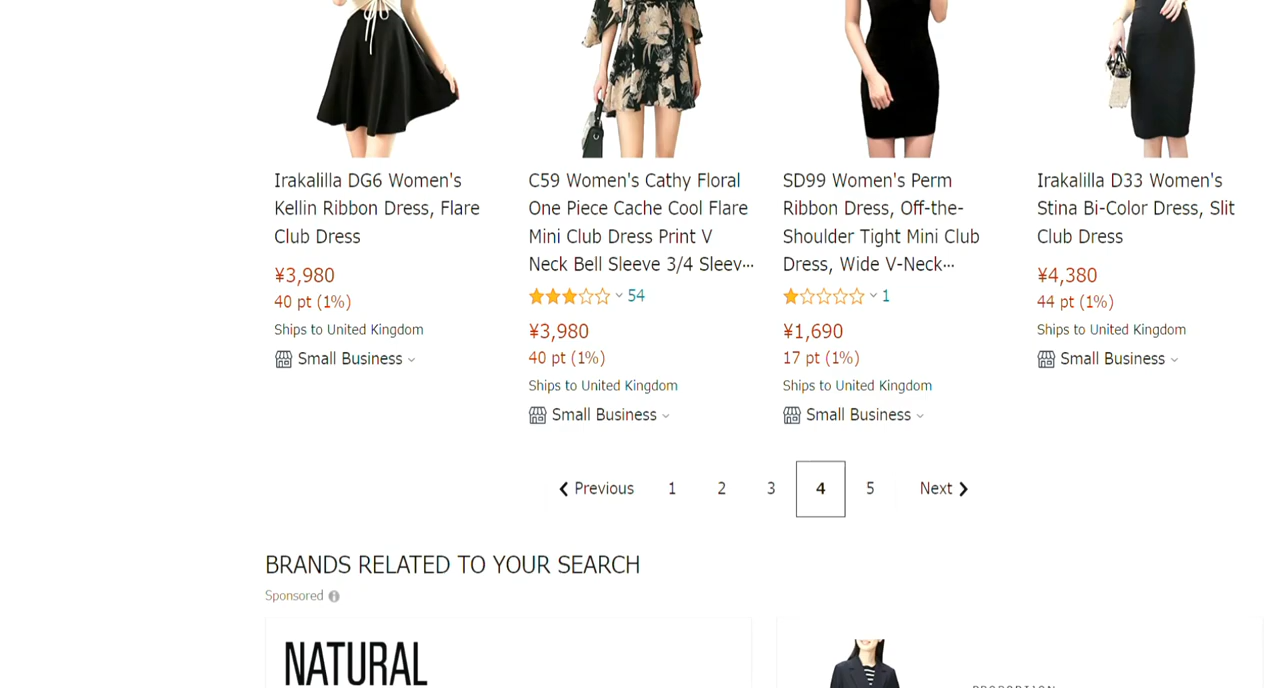 Irakalilla DG6 Women's
Kellin Ribbon Dress, Flare
Club Dress
¥3,980
40 pt (1%)
Ships to United Kingdom
Small Business
C59 Women's Cathy Floral
One Piece Cache Cool Flare
Mini Club Dress Print V
Neck Bell Sleeve 3/4 Sleev…
54
¥3,980
40 pt (1%)
Ships to United Kingdom
Small Business
SD99 Women's Perm
Ribbon Dress, Off-the-
Shoulder Tight Mini Club
Dress, Wide V-Neck…
1
¥1,690
17 pt (1%)
Ships to United Kingdom
Small Business
Irakalilla D33 Women's
Stina Bi-Color Dress, Slit
Club Dress
¥4,380
44 pt (1%)
Ships to United Kingdom
Small Business
Previous 1 2 3 4 5 Next
BRANDS RELATED TO YOUR SEARCH
Sponsored
NATURAL